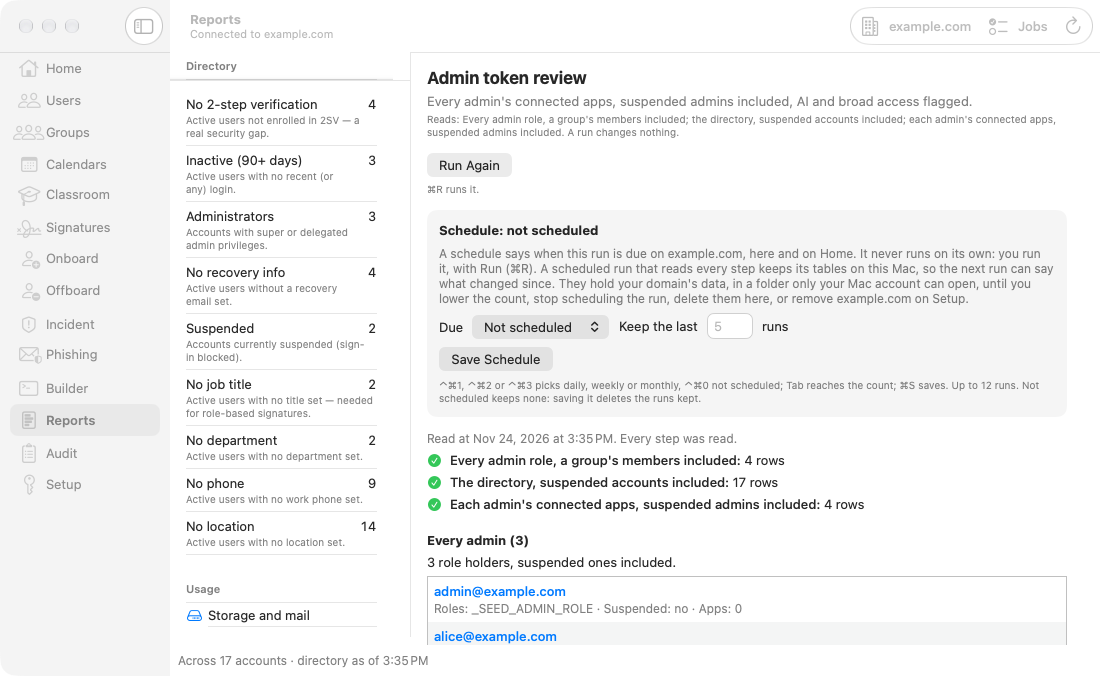 Reports
Connected to example.com
example.com
Jobs
Home
Users
Groups
Calendars
Classroom
Signatures
Onboard
Offboard
Incident
Phishing
Builder
Reports
Audit
Setup
Directory
No 2-step verification 4
Active users not enrolled in 2SV — a
real security gap.
Inactive (90+ days) 3
Active users with no recent (or
any) login.
Administrators 3
Accounts with super or delegated
admin privileges.
No recovery info 4
Active users without a recovery
email set.
Suspended 2
Accounts currently suspended (sign-
in blocked).
No job title 2
Active users with no title set — needed
for role-based signatures.
No department 2
Active users with no department set.
No phone 9
Active users with no work phone set.
No location 14
Active users with no location set.
Usage
Storage and mail
Across 17 accounts · directory as of 3:35 PM
Admin token review
Every admin's connected apps, suspended admins included, AI and broad access flagged.
Reads: Every admin role, a group's members included; the directory, suspended accounts included; each admin's connected apps,
suspended admins included. A run changes nothing.
Run Again
⌘R runs it.
Schedule: not scheduled
A schedule says when this run is due on example.com, here and on Home. It never runs on its own: you run
it, with Run (⌘R). A scheduled run that reads every step keeps its tables on this Mac, so the next run can say
what changed since. They hold your domain's data, in a folder only your Mac account can open, until you
lower the count, stop scheduling the run, delete them here, or remove example.com on Setup.
Due Not scheduled Keep the last 5 runs
Save Schedule
⌃⌘1, ⌃⌘2 or ⌃⌘3 picks daily, weekly or monthly, ⌃⌘0 not scheduled; Tab reaches the count; ⌘S saves. Up to 12 runs. Not
scheduled keeps none: saving it deletes the runs kept.
Read at Nov 24, 2026 at 3:35 PM. Every step was read.
Every admin role, a group's members included: 4 rows
The directory, suspended accounts included: 17 rows
Each admin's connected apps, suspended admins included: 4 rows
Every admin (3)
3 role holders, suspended ones included.
admin@example.com
Roles: _SEED_ADMIN_ROLE · Suspended: no · Apps: 0
alice@example.com